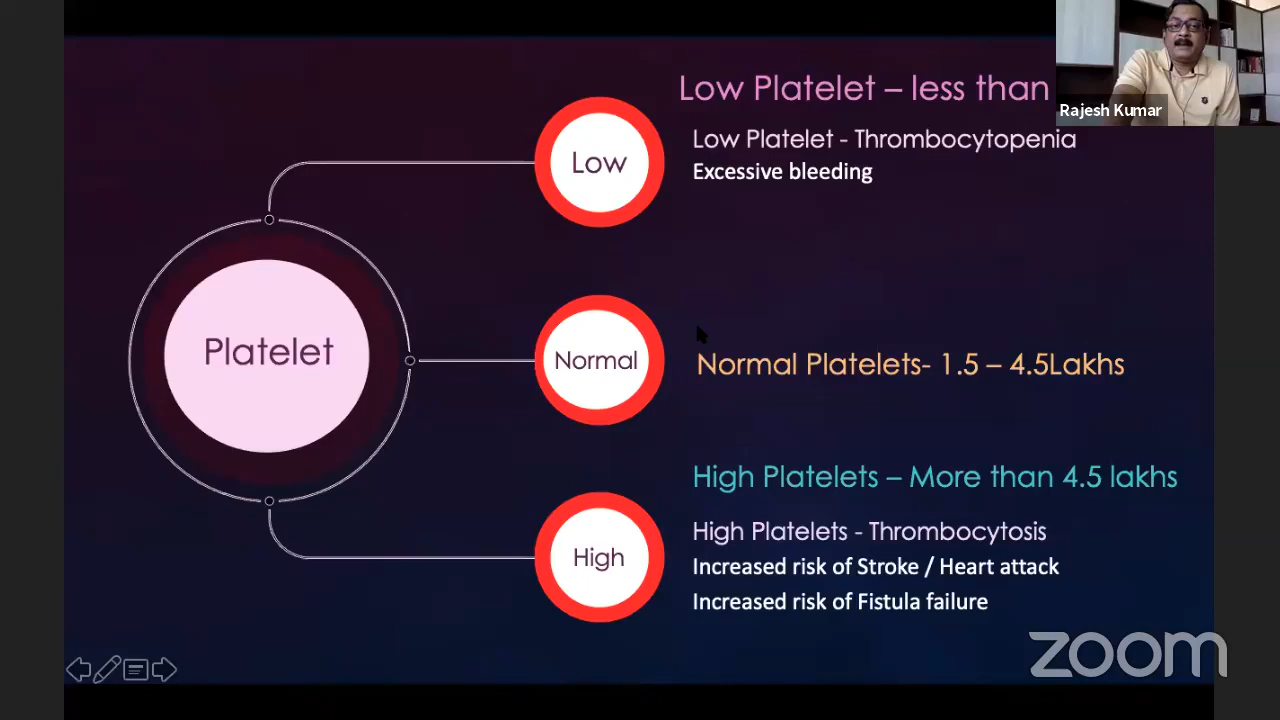 Low Platelet – less than
Rajesh Kumar
Low Platelet - Thrombocytopenia
Excessive bleeding
Low
Platelet
Normal
Normal Platelets- 1.5 – 4.5Lakhs
High Platelets – More than 4.5 lakhs
High
High Platelets - Thrombocytosis
Increased risk of Stroke / Heart attack
Increased risk of Fistula failure
zoom